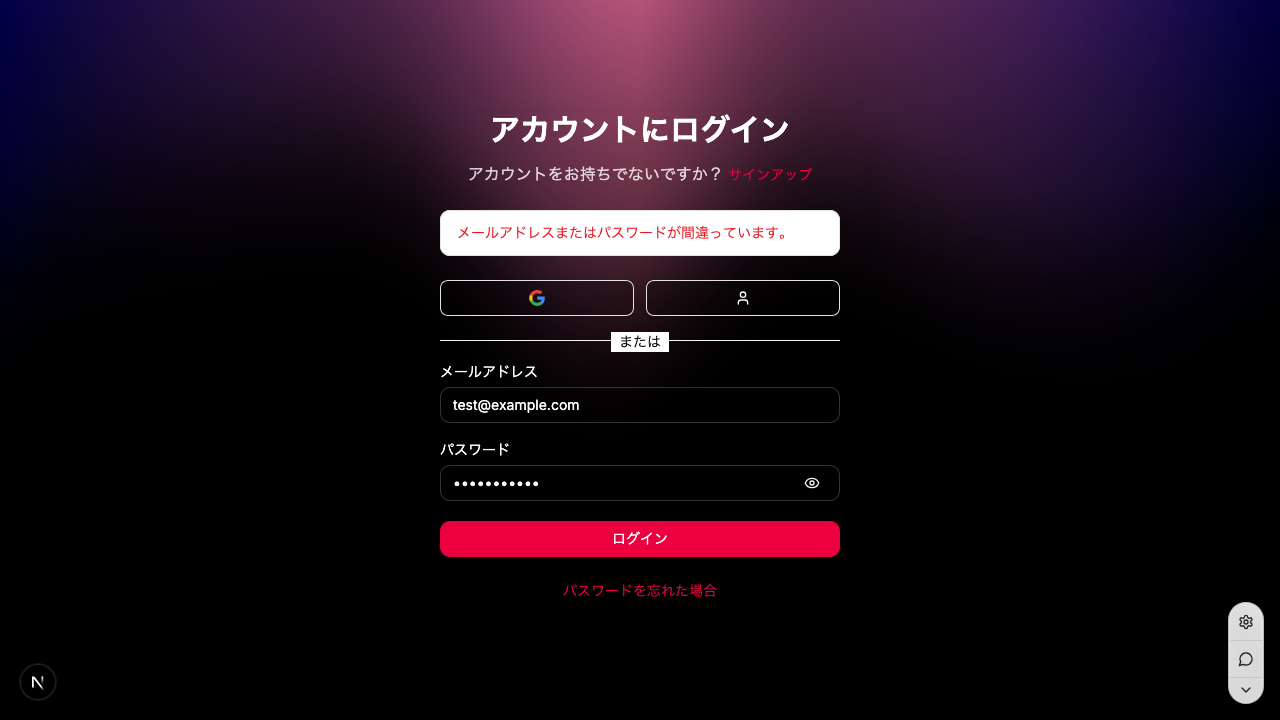 アカウントにログイン
アカウントをお持ちでないですか？ サインアップ
メールアドレスまたはパスワードが間違っています。
または
メールアドレス
test@example.com
パスワード
•••••••••••
ログイン
パスワードを忘れた場合
N